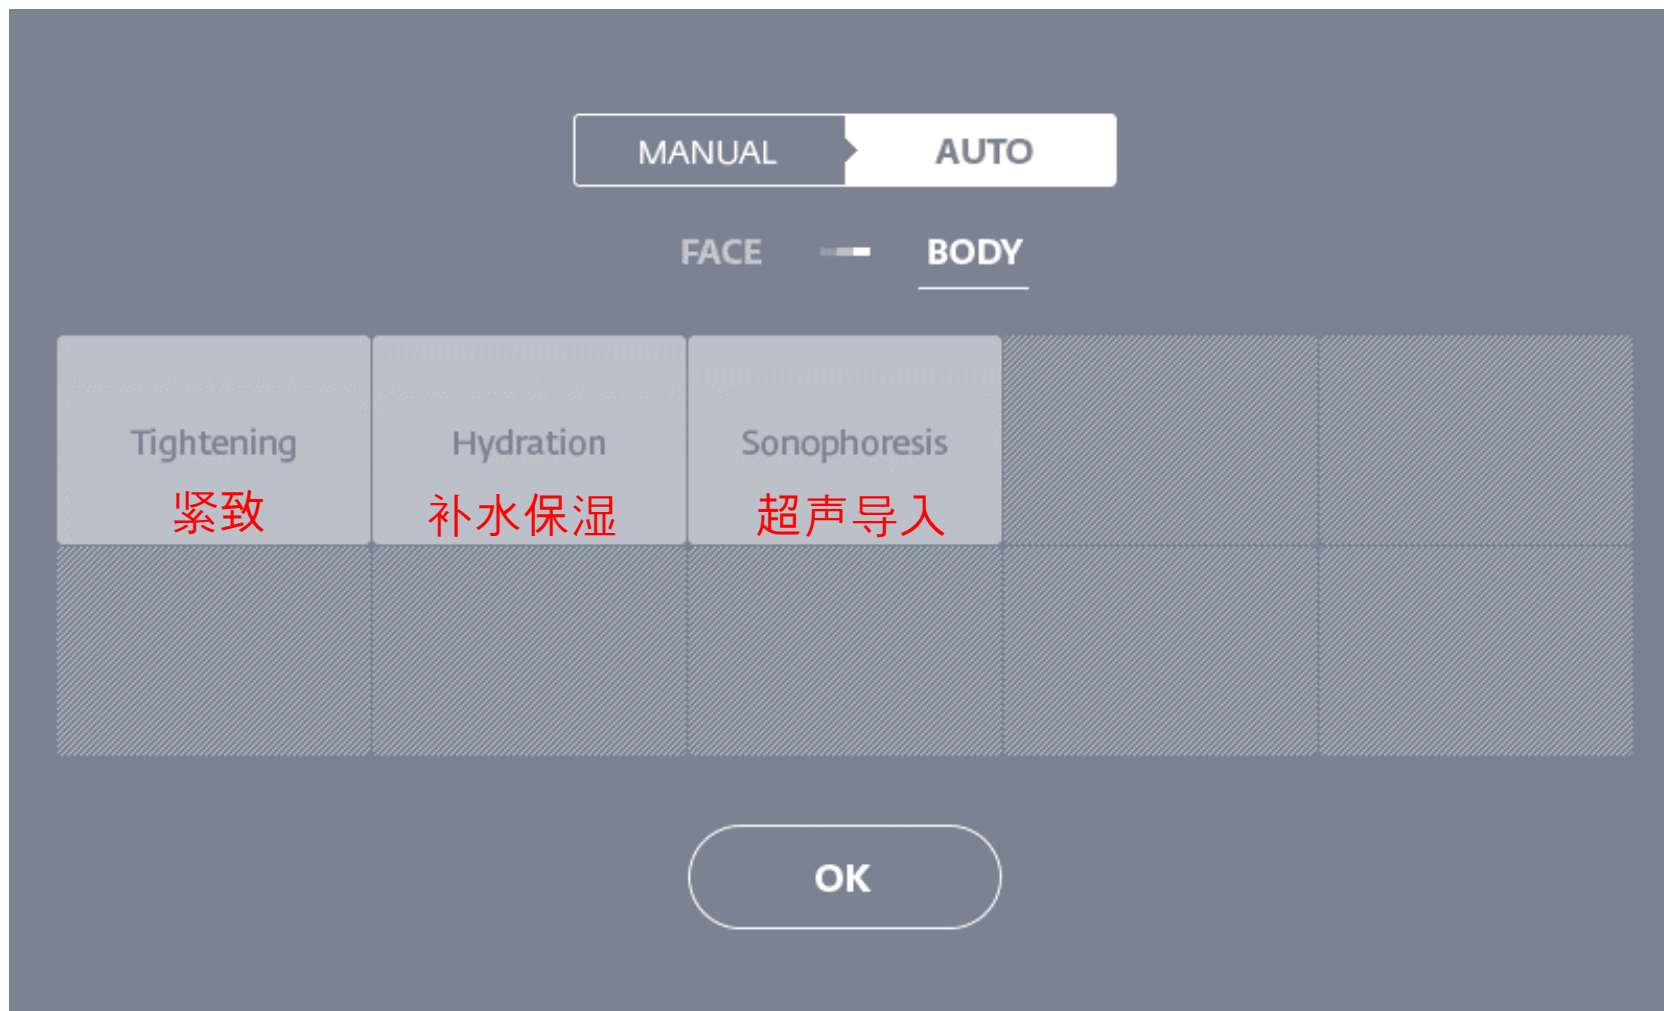 MANUAL AUTO
FACE BODY
Tightening Hydration Sonophoresis
紧致 补水保湿 超声导入
OK